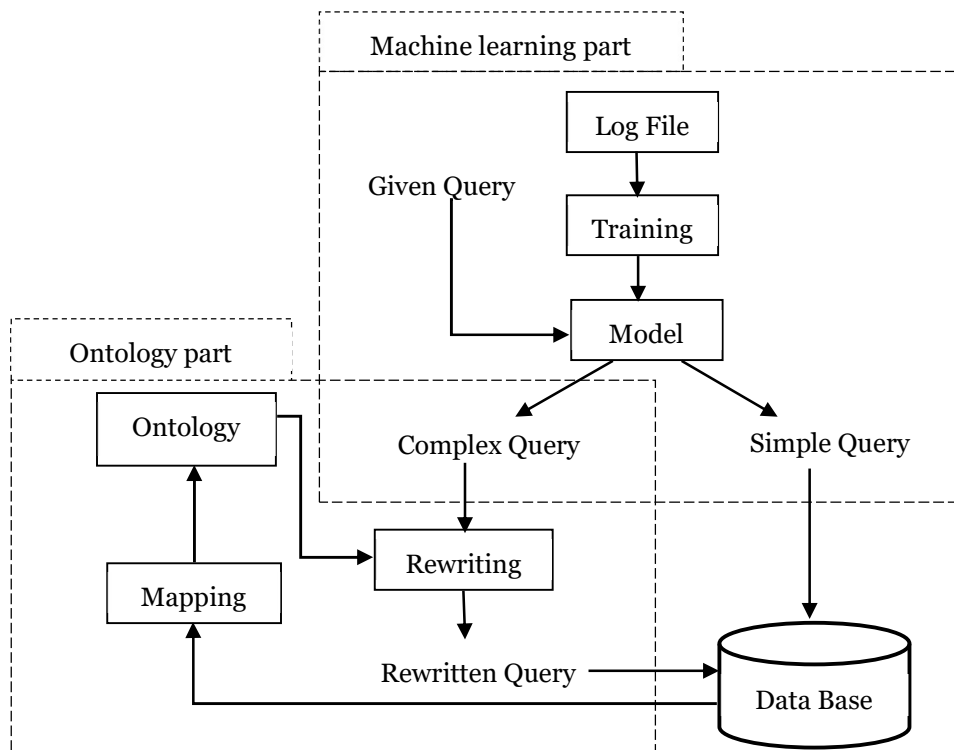 Machine learning part
Log File
Given Query
Training
Model
Ontology part
Ontology
Complex Query
Simple Query
Rewriting
Mapping
Rewritten Query
Data Base